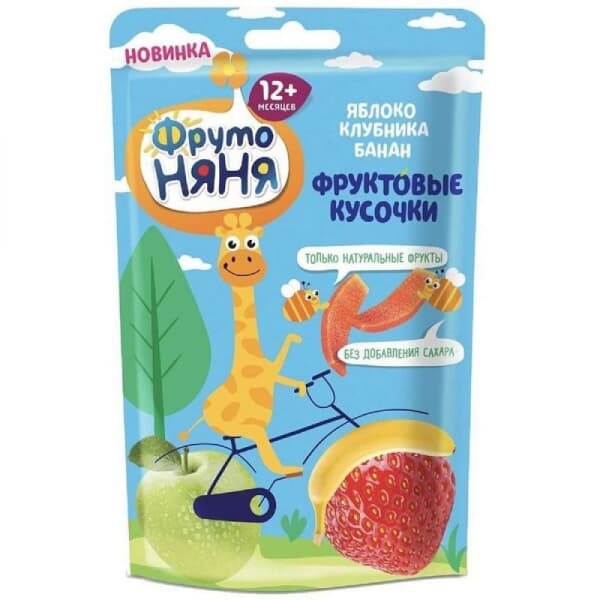 НОВИНКА
12+
МЕСЯЦЕВ
Фруто
НЯНЯ
ЯБЛОКО
КЛУБНИКА
БАНАН
ФРУКТОВЫЕ
КУСОЧКИ
ТОЛЬКО НАТУРАЛЬНЫЕ ФРУКТЫ
БЕЗ ДОБАВЛЕНИЯ САХАРА